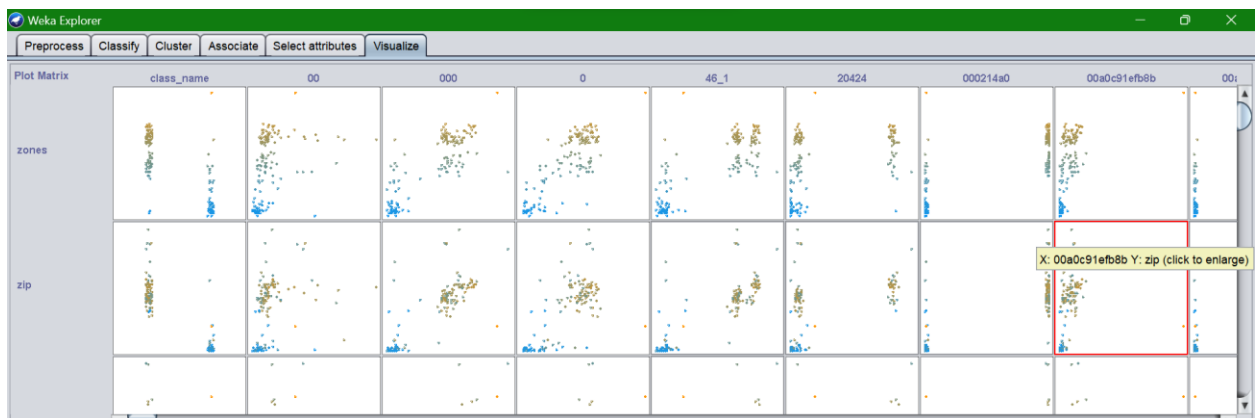 Weka Explorer
Preprocess Classify Cluster Associate Select attributes Visualize
Plot Matrix class_name 00 000 0 46_1 20424 000214a0 00a0c91efb8b
zones
zip
X: 00a0c91efb8b Y: zip (click to enlarge)